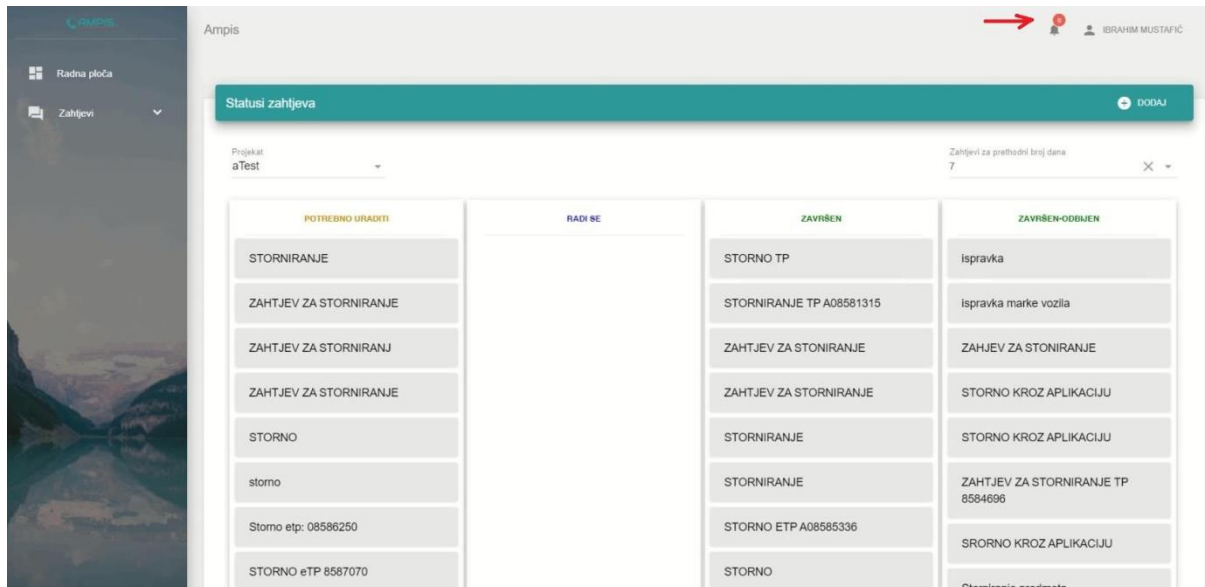 AMPIS
Ampis
IBRAHIM MUSTAFIĆ
Radna ploča
Zahtjevi
Statusi zahtjeva
DODAJ
Projekat
aTest
Zahtjevi za prethodni broj dana
7
POTREBNO URADITI
STORNIRANJE
ZAHTJEV ZA STORNIRANJE
ZAHTJEV ZA STORNIRANJ
ZAHTJEV ZA STORNIRANJE
STORNO
storno
Storno etp: 08586250
STORNO eTP 8587070
RADI SE
ZAVRŠEN
STORNO TP
STORNIRANJE TP A08581315
ZAHTJEV ZA STONIRANJE
ZAHTJEV ZA STORNIRANJE
STORNIRANJE
STORNIRANJE
STORNO ETP A08585336
STORNO
ZAVRŠEN-ODBIJEN
ispravka
ispravka marke vozila
ZAHJEV ZA STONIRANJE
STORNO KROZ APLIKACIJU
STORNO KROZ APLIKACIJU
ZAHTJEV ZA STORNIRANJE TP
8584696
SRORNO KROZ APLIKACIJU